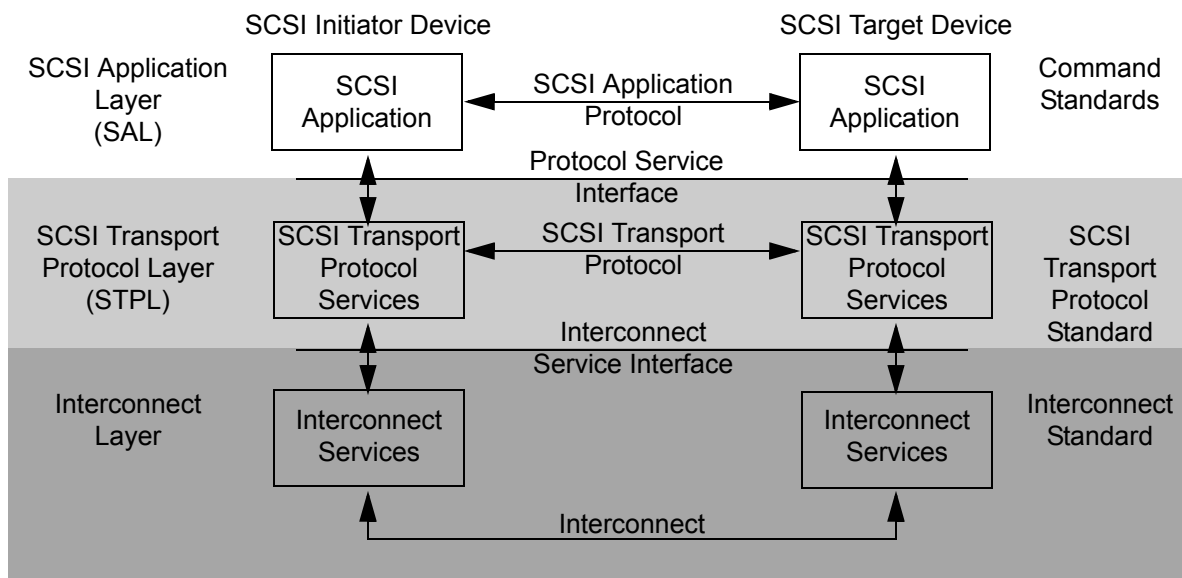 SCSI Initiator Device
SCSI Target Device
SCSI Application
Layer
(SAL)
SCSI
Application
SCSI Application
Protocol
SCSI
Application
Command
Standards
Protocol Service
Interface
SCSI Transport
Protocol Layer
(STPL)
SCSI Transport
Protocol
Services
SCSI Transport
Protocol
SCSI Transport
Protocol
Services
SCSI
Transport
Protocol
Standard
Interconnect
Service Interface
Interconnect
Layer
Interconnect
Services
Interconnect
Services
Interconnect
Standard
Interconnect